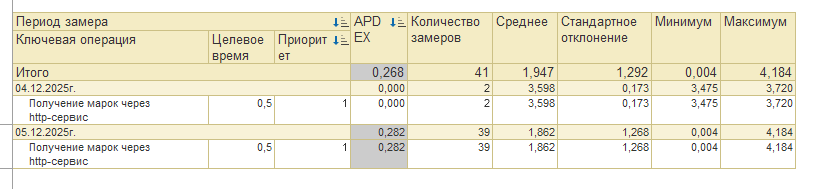 Период замера APD EX Количество замеров Среднее Стандартное отклонение Минимум Максимум
Ключевая операция Целевое время Приорит ет
Итого 0,268 41 1,947 1,292 0,004 4,184
04.12.2025г. 0,000 2 3,598 0,173 3,475 3,720
Получение марок через http-сервис 0,5 1 0,000 2 3,598 0,173 3,475 3,720
05.12.2025г. 0,282 39 1,862 1,268 0,004 4,184
Получение марок через http-сервис 0,5 1 0,282 39 1,862 1,268 0,004 4,184